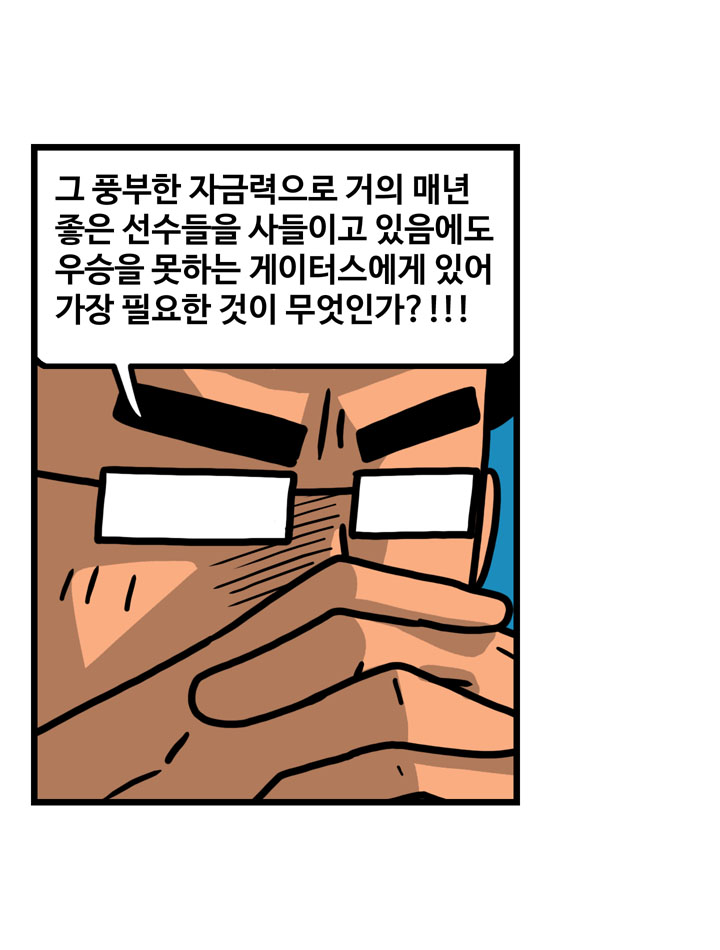 그 풍부한 자금력으로 거의 매년
좋은 선수들을 사들이고 있음에도
우승을 못하는 게이터스에게 있어
가장 필요한 것이 무엇인가?!!!